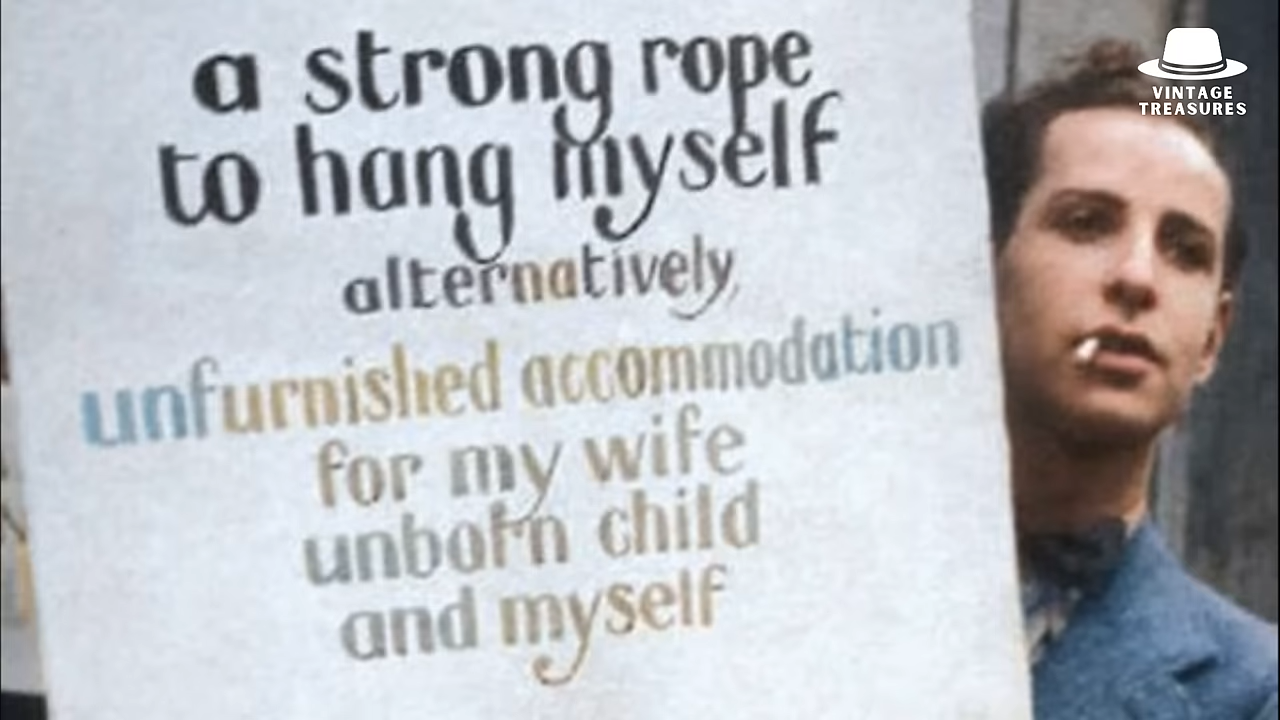 a strong rope
to hang myself
alternatively,
unfurnished accommodation
for my wife
unborn child
and myself
VINTAGE
TREASURES